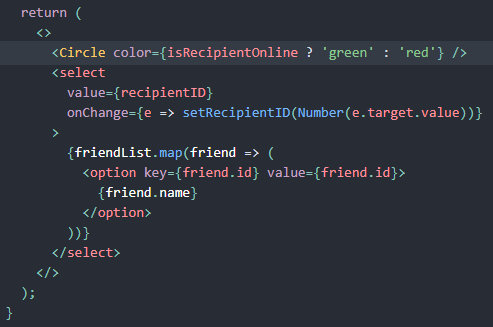 return (
<>
<Circle color={isRecipientOnline ? 'green' : 'red'} />
<select
value={recipientID}
onChange={e => setRecipientID(Number(e.target.value))}
>
{friendList.map(friend => (
<option key={friend.id} value={friend.id}>
{friend.name}
</option>
))}
</select>
</>
);
}